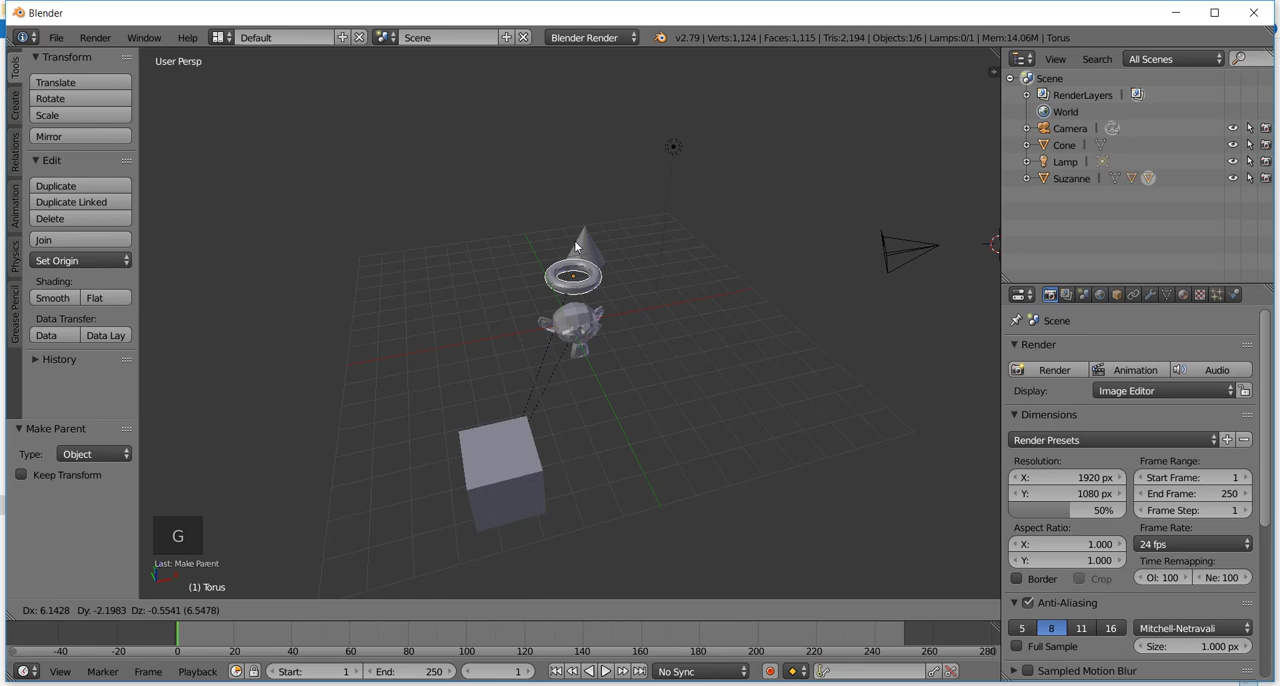 Blender
File Render Window Help Default Scene Blender Render v2.79 | Verts:1,124 | Faces:1,115 | Tris:2,194 | Objects:1/6 | Lamps:0/1 | Mem:14.06M | Torus
Tools
Create
Relations
Animation
Physics
Grease Pencil
Transform
Translate
Rotate
Scale
Mirror
Edit
Duplicate
Duplicate Linked
Delete
Join
Set Origin
Shading:
Smooth Flat
Data Transfer:
Data Data Lay
History
Make Parent
Type: Object
Keep Transform
User Persp
G
Last: Make Parent
(1) Torus
Dx: 6.1428 Dy: -2.1983 Dz: -0.5541 (6.5478)
-40 -20 0 20 40 60 80 100 120 140 160 180 200 220 240 260 280
View Marker Frame Playback Start: 1 End: 250 1 No Sync
View Search All Scenes
Scene
RenderLayers |
World
Camera |
Cone |
Lamp |
Suzanne |
Scene
Render
Render Animation Audio
Display: Image Editor
Dimensions
Render Presets
Resolution: Frame Range:
X: 1920 px Start Frame: 1
Y: 1080 px End Frame: 250
50% Frame Step: 1
Aspect Ratio: Frame Rate:
X: 1.000 24 fps
Y: 1.000 Time Remapping:
Border Crop Ol: 100 Ne: 100
Anti-Aliasing
5 8 11 16 Mitchell-Netravali
Full Sample Size: 1.000 px
Sampled Motion Blur